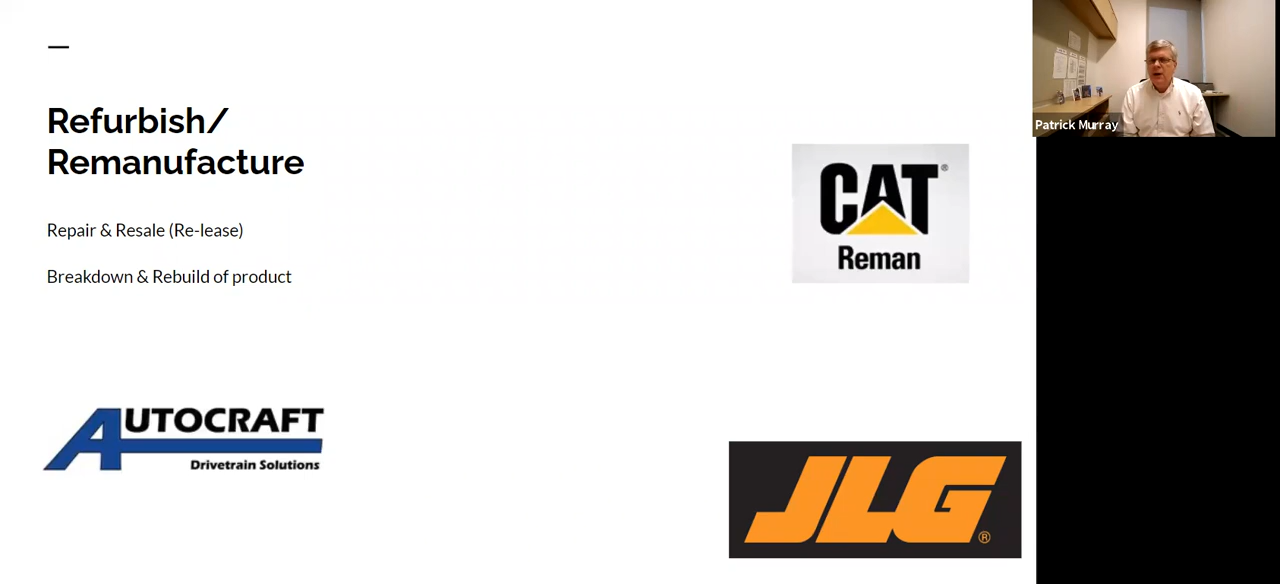 Refurbish/
Remanufacture
Repair & Resale (Re-lease)
Breakdown & Rebuild of product
CAT®
Reman
AUTOCRAFT
Drivetrain Solutions
JLG®
Patrick Murray